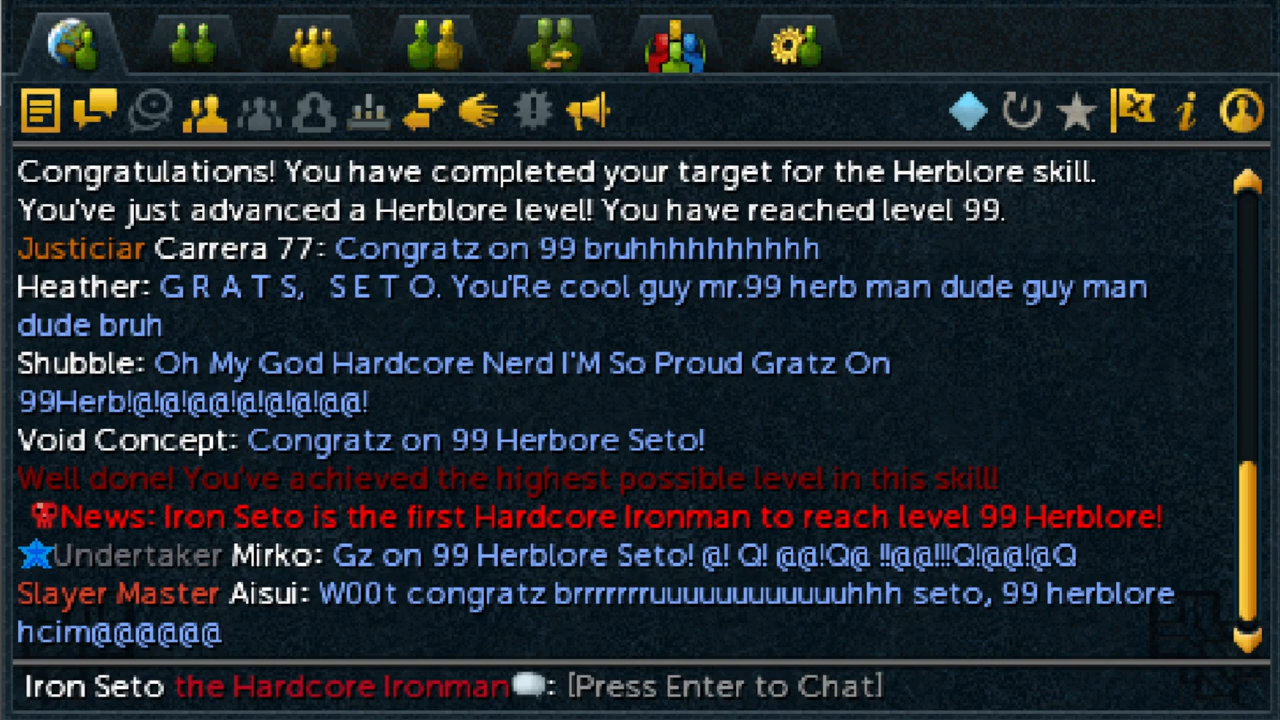 Congratulations! You have completed your target for the Herblore skill.
You've just advanced a Herblore level! You have reached level 99.
Justiciar Carrera 77: Congratz on 99 bruhhhhhhhhhhh
Heather: G R A T S, S E T O. You'Re cool guy mr.99 herb man dude guy man
dude bruh
Shubble: Oh My God Hardcore Nerd I'M So Proud Gratz On
99Herb!@!@!@@!@!@!@!@@!
Void Concept: Congratz on 99 Herbore Seto!
Well done! You've achieved the highest possible level in this skill!
News: Iron Seto is the first Hardcore Ironman to reach level 99 Herblore!
Undertaker Mirko: Gz on 99 Herblore Seto! @! Q! @@!Q@ !!@@!!!Q!@@!@Q
Slayer Master Aisui: W00t congratz brrrrrrruuuuuuuuuuuuhhh seto, 99 herblore
hcim@@@@@@
Iron Seto the Hardcore Ironman: [Press Enter to Chat]